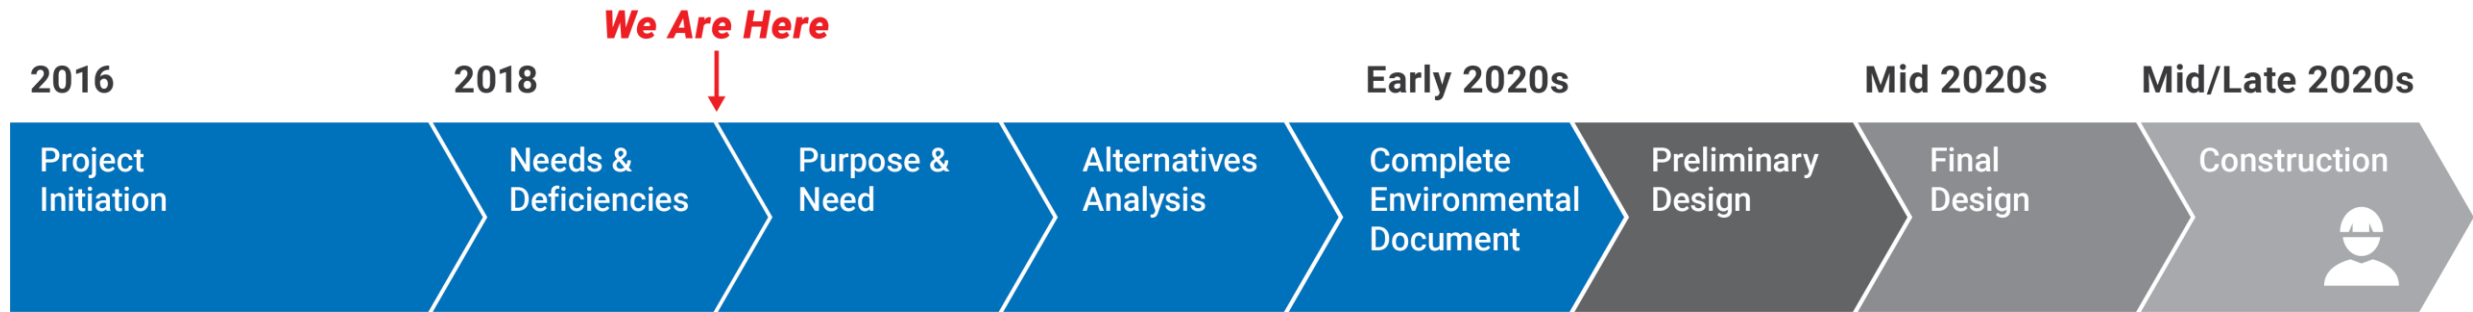 We Are Here
2016
2018
Early 2020s
Mid 2020s
Mid/Late 2020s
Project
Initiation
Needs &
Deficiencies
Purpose &
Need
Alternatives
Analysis
Complete
Environmental
Document
Preliminary
Design
Final
Design
Construction